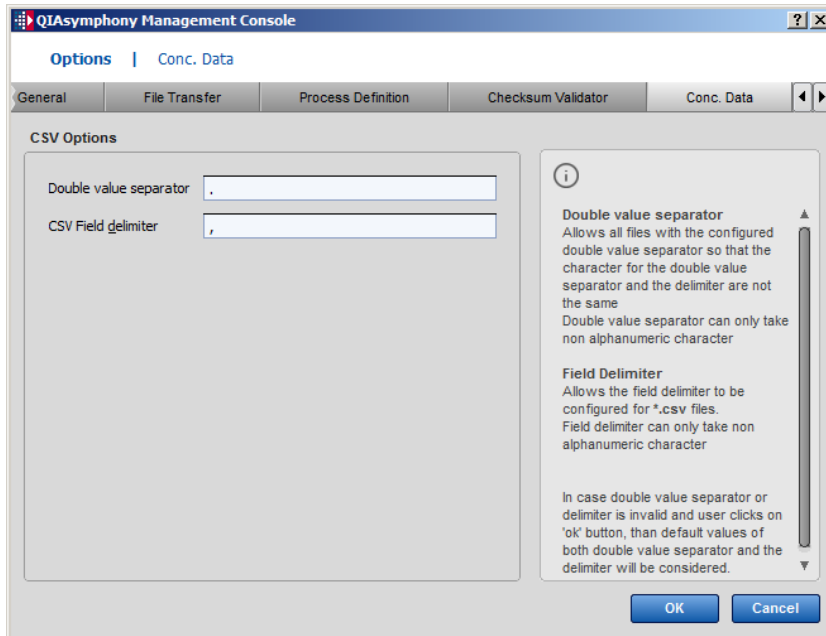 QIAsymphony Management Console
? X
Options | Conc. Data
General File Transfer Process Definition Checksum Validator Conc. Data
CSV Options
Double value separator .
CSV Field delimiter ,
Double value separator
Allows all files with the configured
double value separator so that the
character for the double value
separator and the delimiter are not
the same
Double value separator can only take
non alphanumeric character
Field Delimiter
Allows the field delimiter to be
configured for *.csv files.
Field delimiter can only take non
alphanumeric character
In case double value separator or
delimiter is invalid and user clicks on
'ok' button, than default values of
both double value separator and the
delimiter will be considered.
OK Cancel